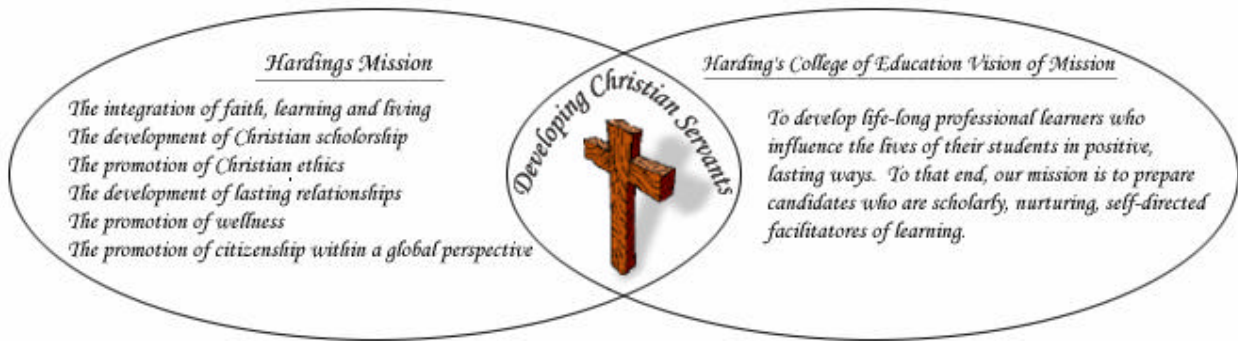 Hardings Mission
The integration of faith, learning and living
The development of Christian scholorship
The promotion of Christian ethics
The development of lasting relationships
The promotion of wellness
The promotion of citizenship within a global perspective
Developing Christian Servants
Harding's College of Education Vision of Mission
To develop life-long professional learners who
influence the lives of their students in positive,
lasting ways. To that end, our mission is to prepare
candidates who are scholarly, nurturing, self-directed
facilitatores of learning.